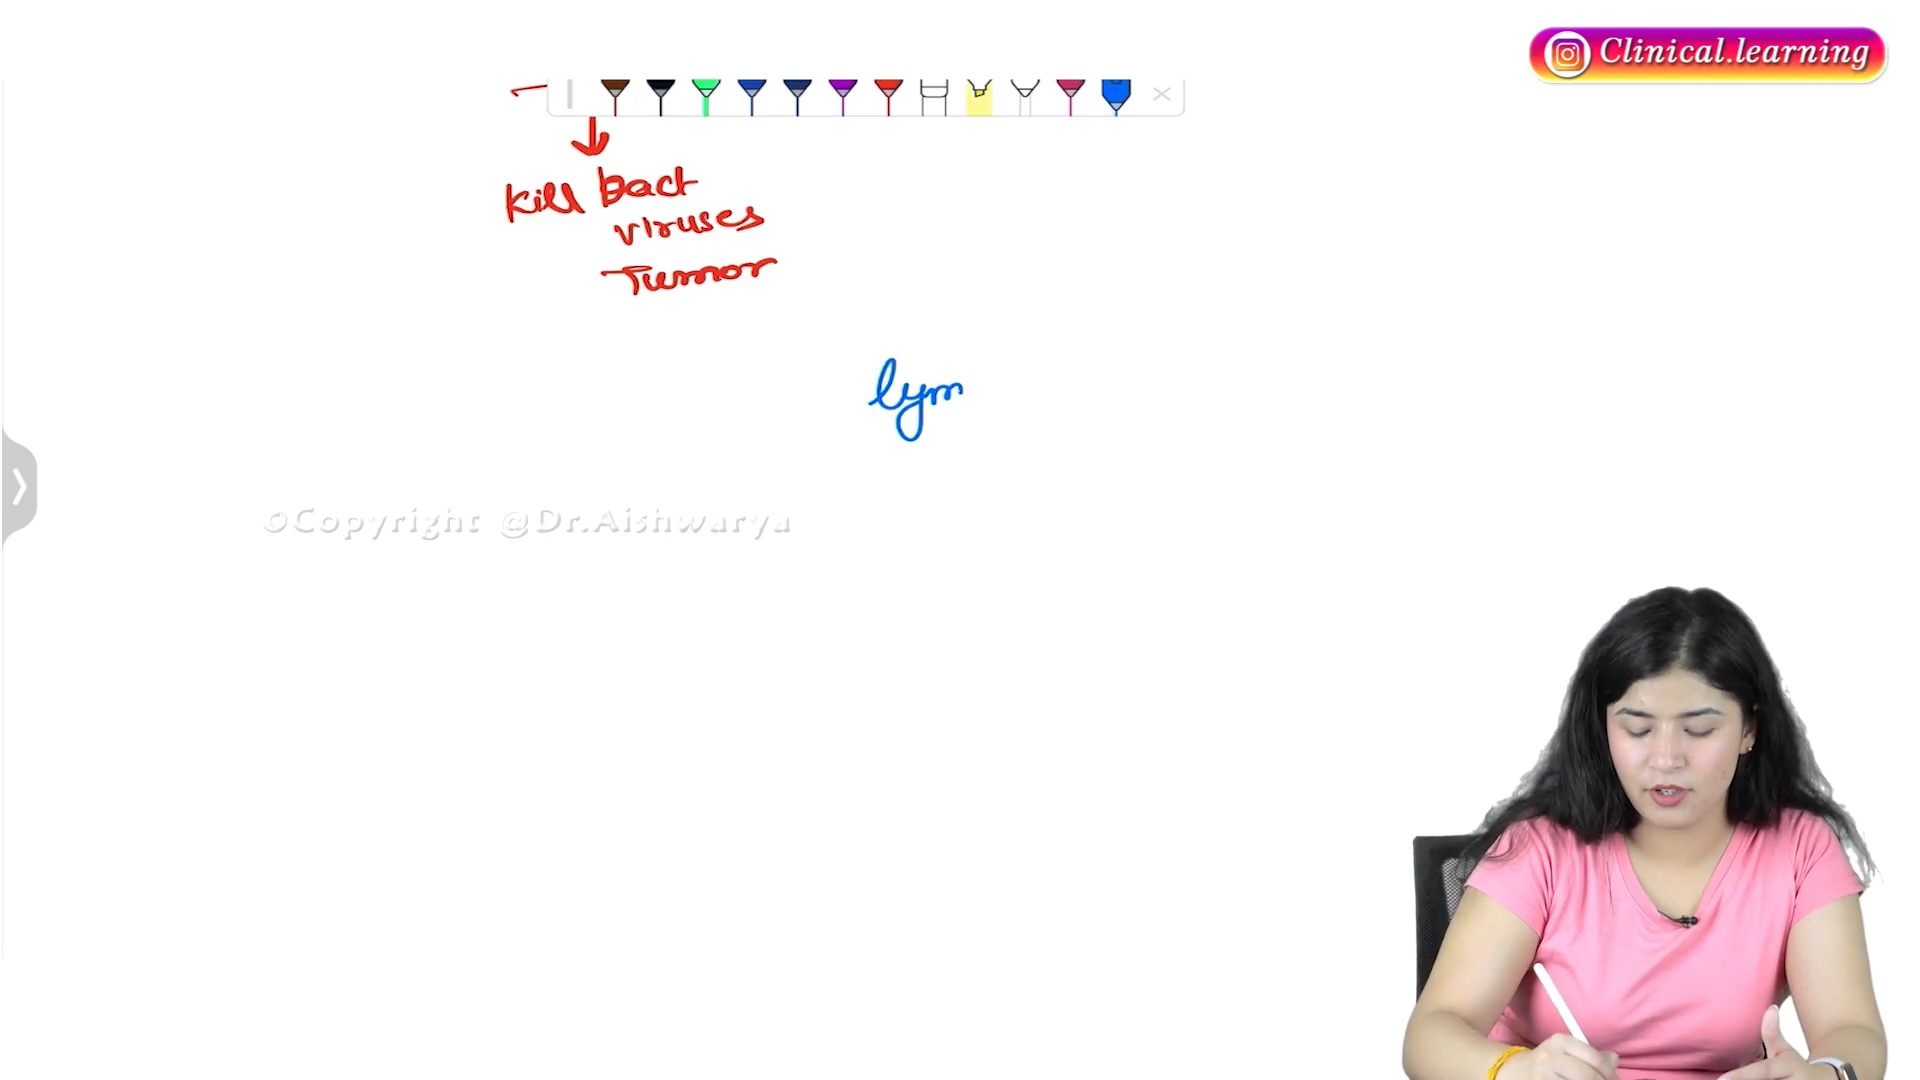 Clinical.learning
Kill bact
viruses
Tumor
lym
©Copyright @Dr.Aishwarya